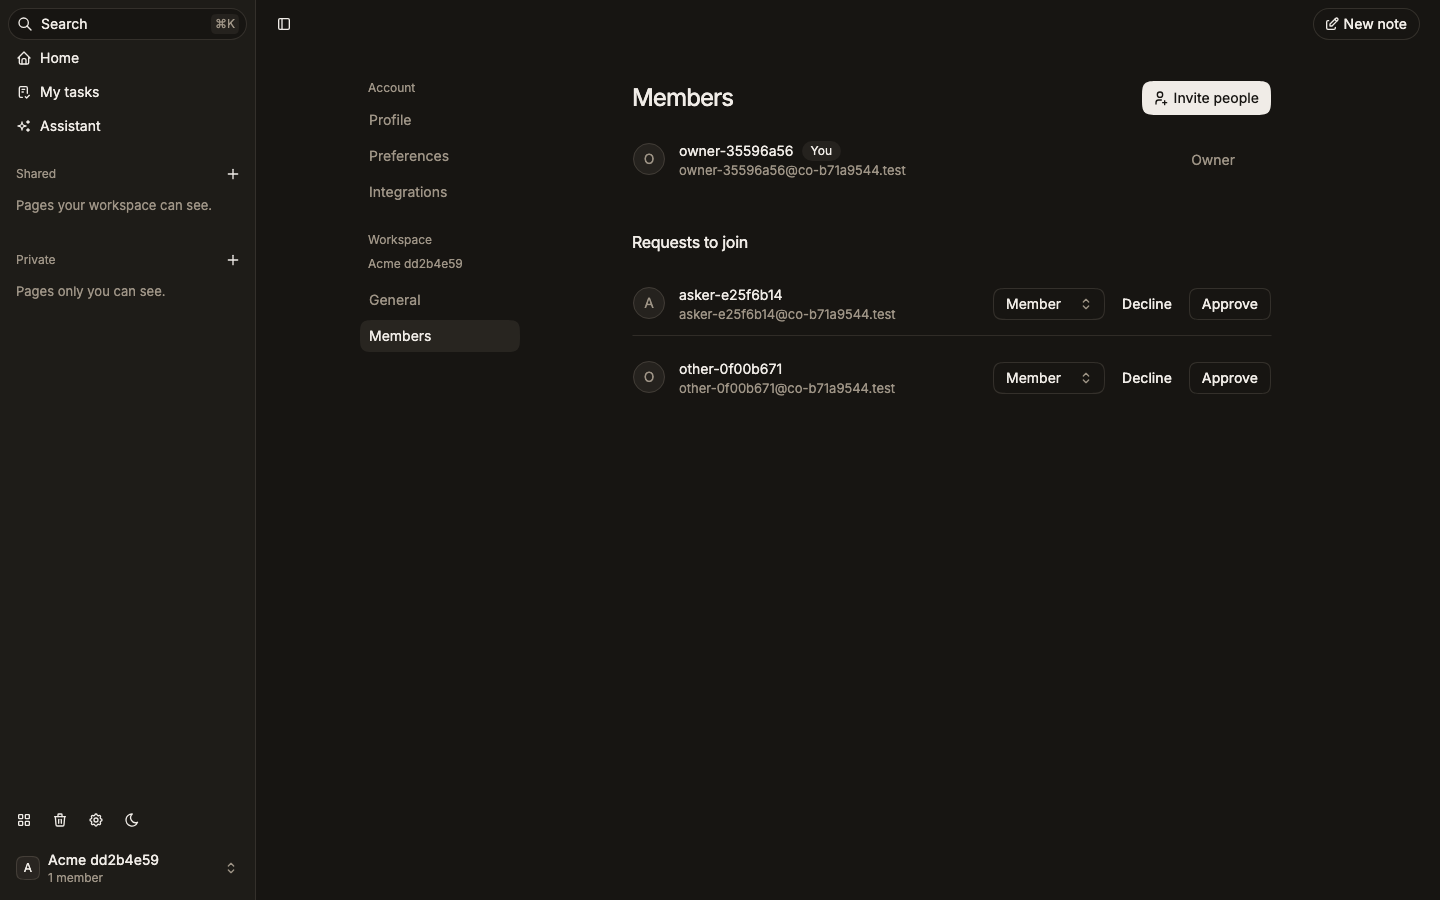 Search ⌘K
Home
My tasks
Assistant
Shared
Pages your workspace can see.
Private
Pages only you can see.
A
Acme dd2b4e59
1 member
New note
Account
Profile
Preferences
Integrations
Workspace
Acme dd2b4e59
General
Members
Members
Invite people
O
owner-35596a56 You
owner-35596a56@co-b71a9544.test
Owner
Requests to join
A
asker-e25f6b14
asker-e25f6b14@co-b71a9544.test
Member Decline Approve
O
other-0f00b671
other-0f00b671@co-b71a9544.test
Member Decline Approve